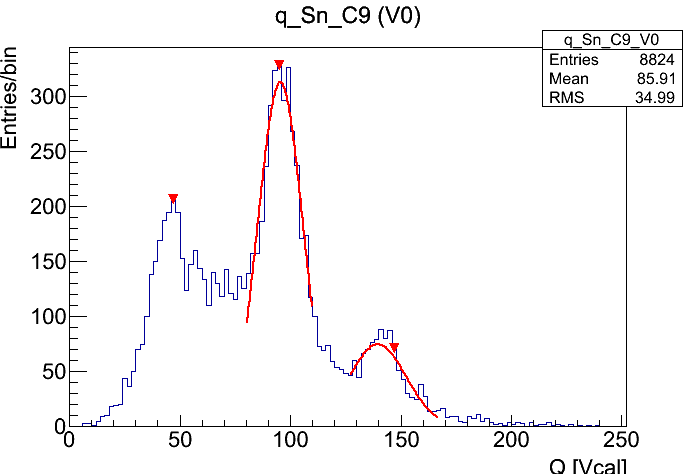 q_Sn_C9 (V0)
q_Sn_C9_V0
Entries 8824
Mean 85.91
RMS 34.99
Entries/bin
300
250
200
150
100
50
0
0 50 100 150 200 250
Q [Vcal]